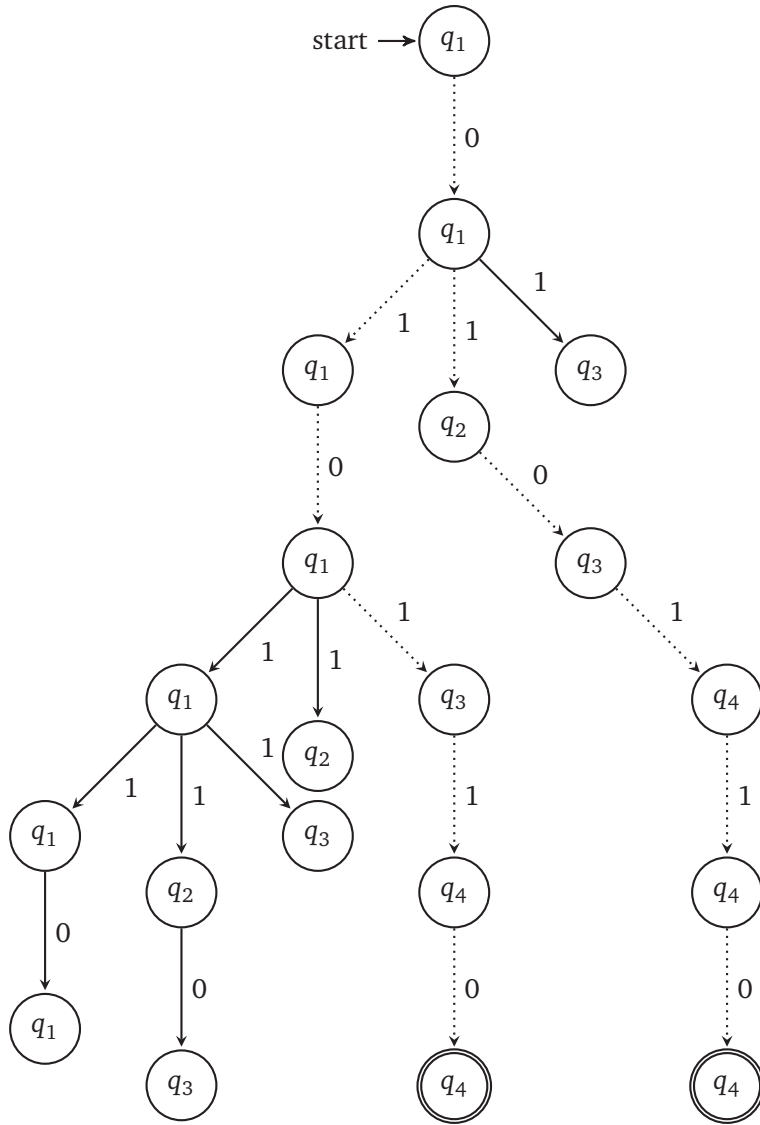 start q₁
0
q₁
1
1 1
q₁ q₃
q₂
0 0
q₁ q₃
1 1
1 1
q₁ q₃ q₄
1 q₂
1 1 1 1
q₁ q₃
q₂ q₄ q₄
0
0 0 0
q₁
q₃ q₄ q₄